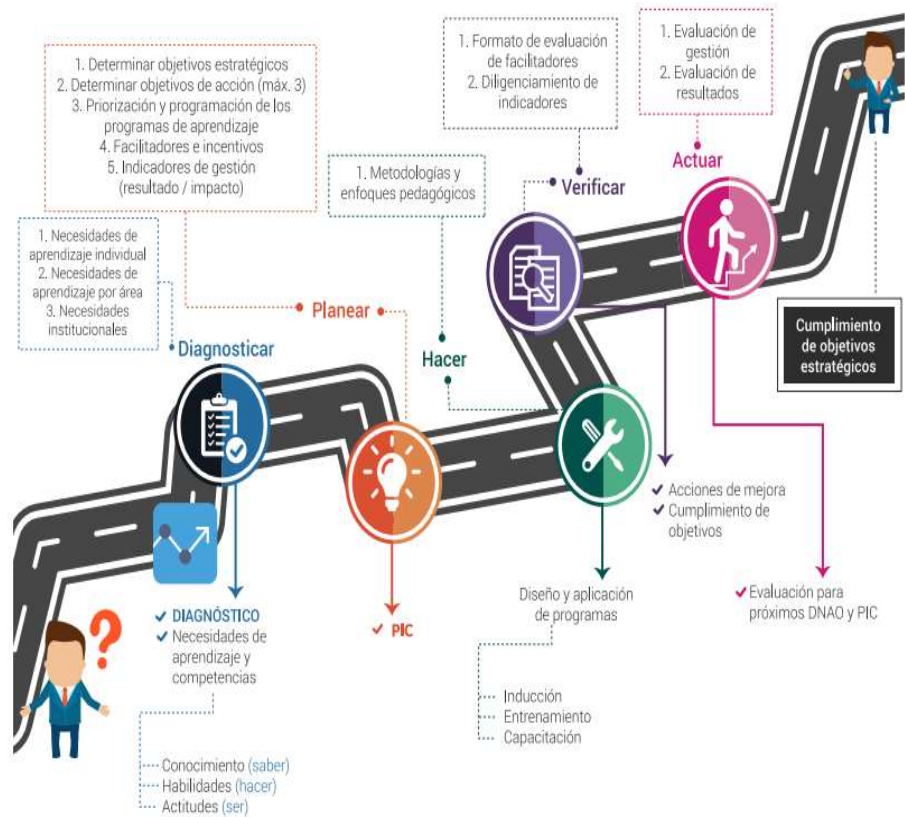 1. Determinar objetivos estratégicos
2. Determinar objetivos de acción (máx. 3)
3. Priorización y programación de los
programas de aprendizaje
4. Facilitadores e incentivos
5. Indicadores de gestión
(resultado / impacto)
1. Formato de evaluación
de facilitadores
2. Diligenciamiento de
indicadores
1. Evaluación de
gestión
2. Evaluación de
resultados
1. Metodologías y
enfoques pedagógicos
Verificar
Actuar
1. Necesidades de
aprendizaje individual
2. Necesidades de
aprendizaje por área
3. Necesidades
institucionales
Planear
Diagnosticar
Hacer
Cumplimiento
de objetivos
estratégicos
Acciones de mejora
Cumplimiento de
objetivos
DIAGNÓSTICO
Necesidades de
aprendizaje y
competencias
PIC
Diseño y aplicación
de programas
Evaluación para
próximos DNAO y PIC
?
Inducción
Entrenamiento
Capacitación
Conocimiento (saber)
Habilidades (hacer)
Actitudes (ser)